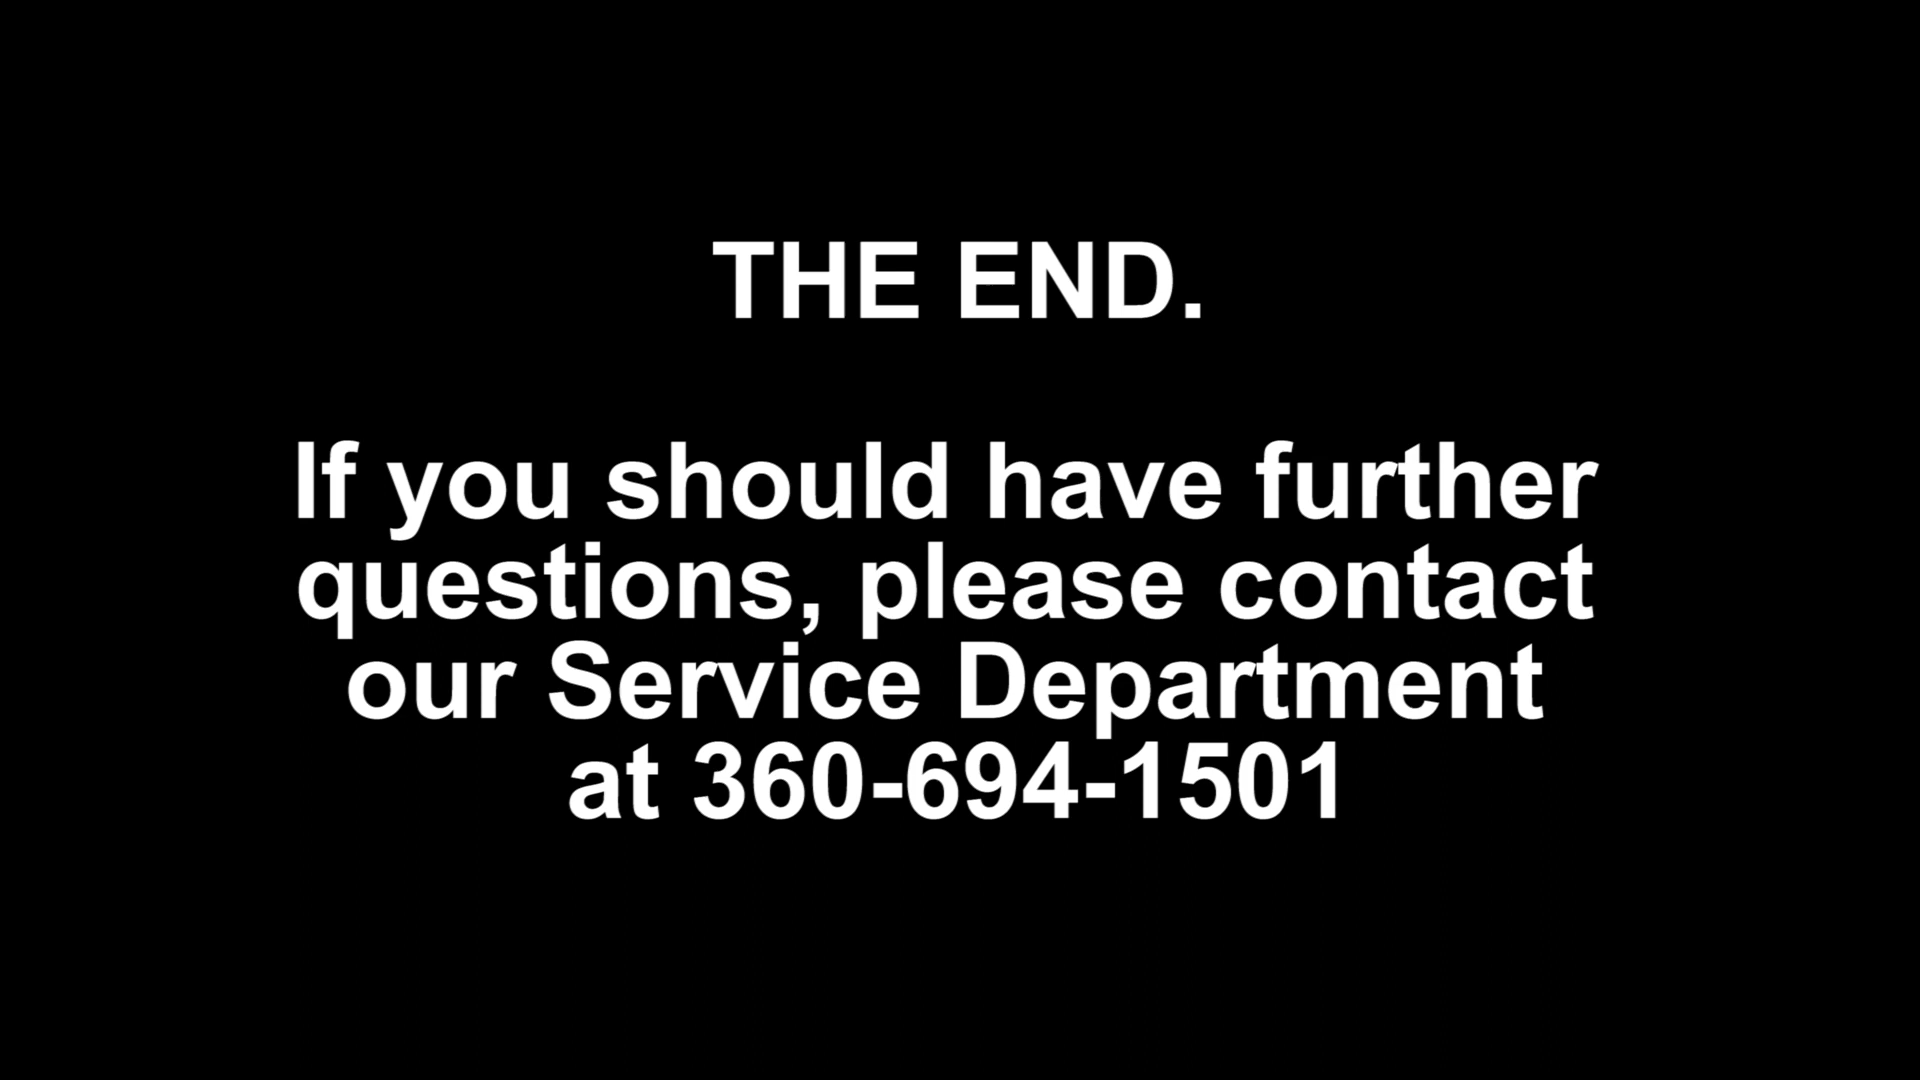 THE END.
If you should have further
questions, please contact
our Service Department
at 360-694-1501